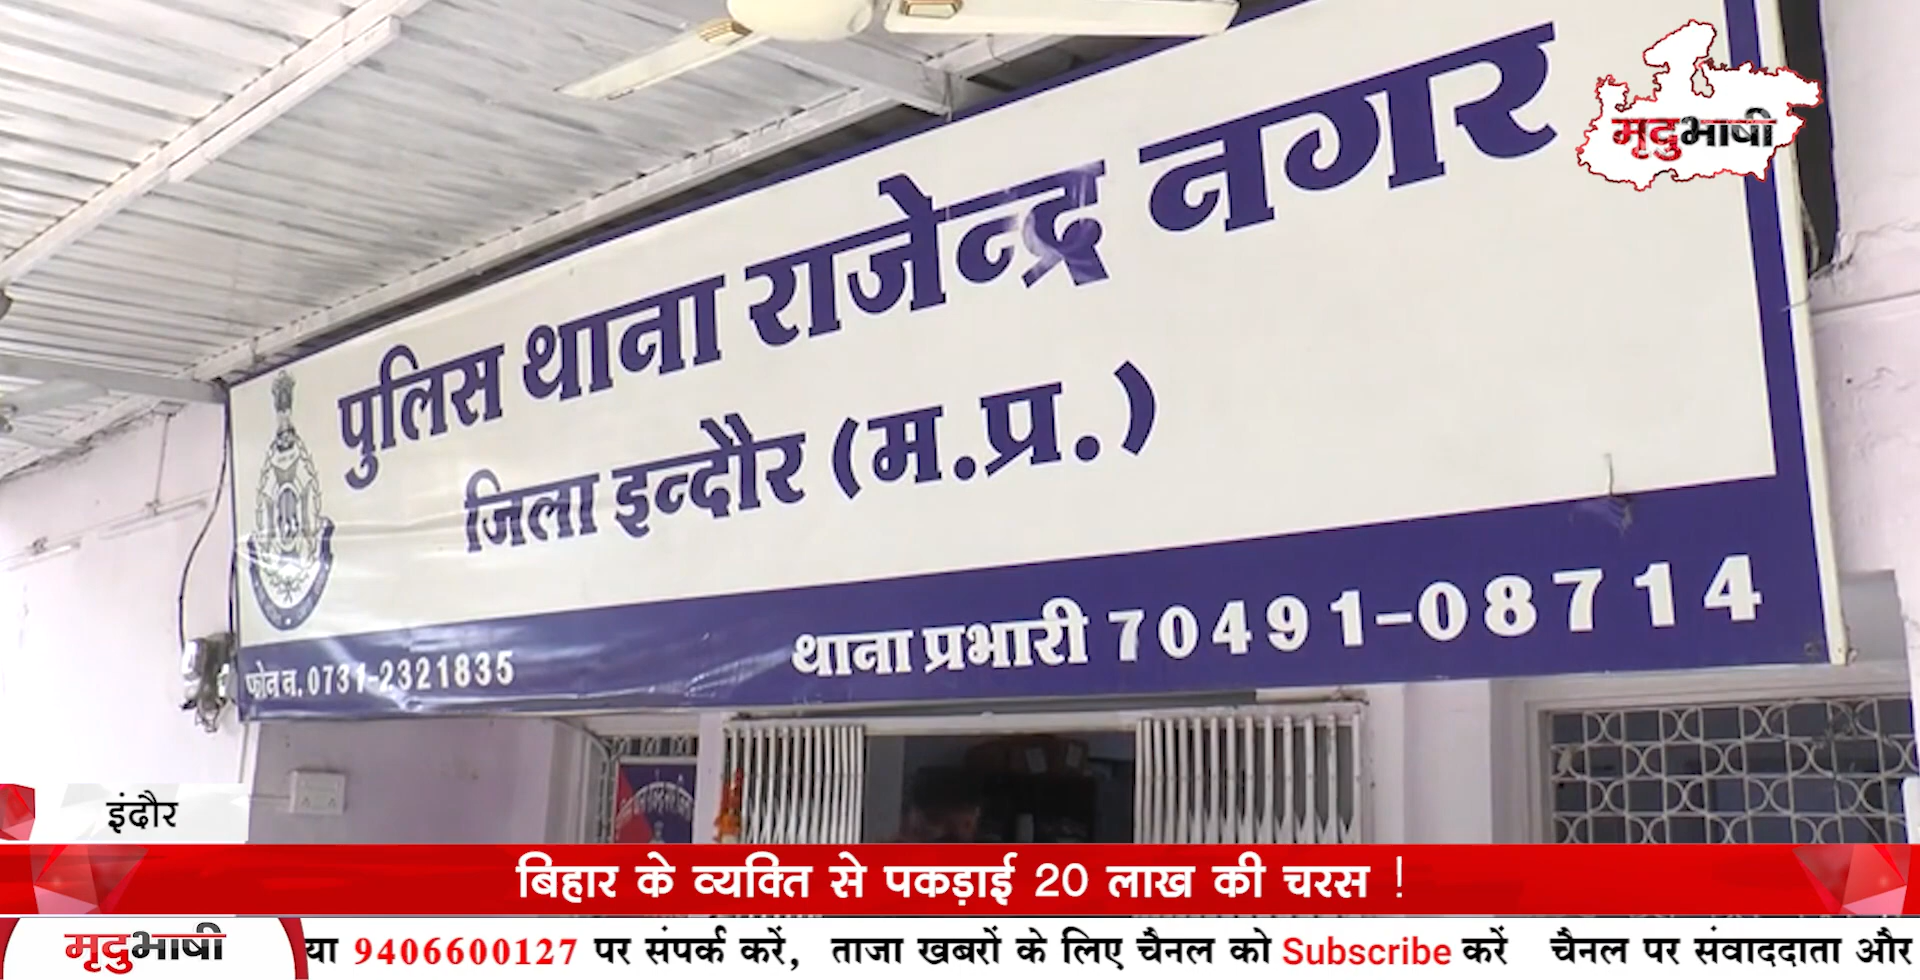 मृदुभाषी
पुलिस थाना राजेन्द्र नगर
जिला इन्दौर (म.प्र.)
फोन न. 0731-2321835
थाना प्रभारी 70491-08714
इंदौर
बिहार के व्यक्ति से पकड़ाई 20 लाख की चरस !
मृदुभाषी
या 9406600127 पर संपर्क करें, ताजा खबरों के लिए चैनल को Subscribe करें चैनल पर संवाददाता और